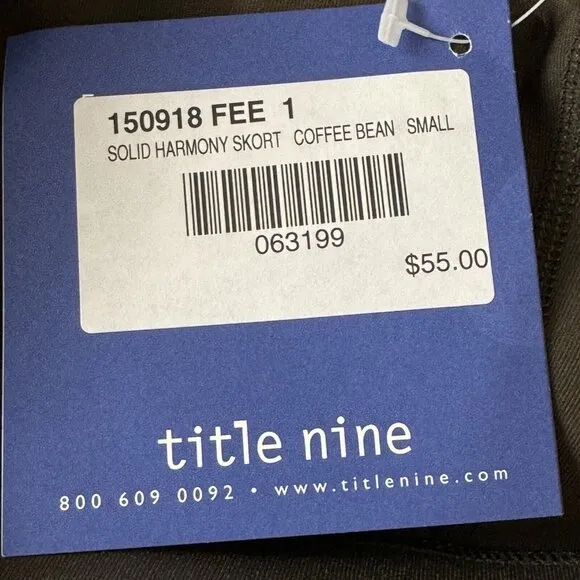 150918 FEE 1
SOLID HARMONY SKORT COFFEE BEAN SMALL
063199
$55.00
title nine
800 609 0092 • www.titlenine.com